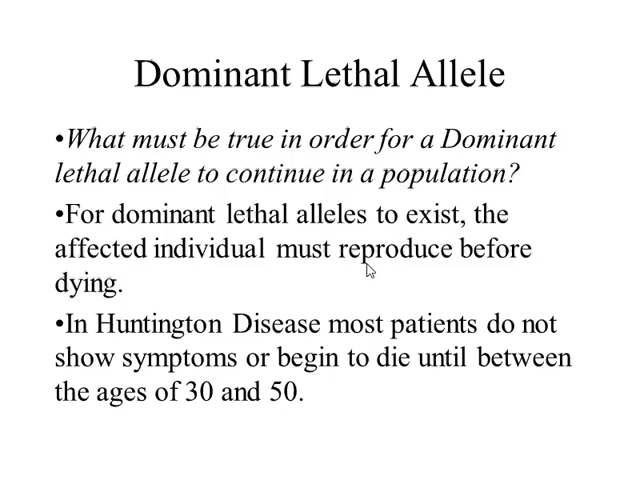 Dominant Lethal Allele
•What must be true in order for a Dominant
lethal allele to continue in a population?
•For dominant lethal alleles to exist, the
affected individual must reproduce before
dying.
•In Huntington Disease most patients do not
show symptoms or begin to die until between
the ages of 30 and 50.